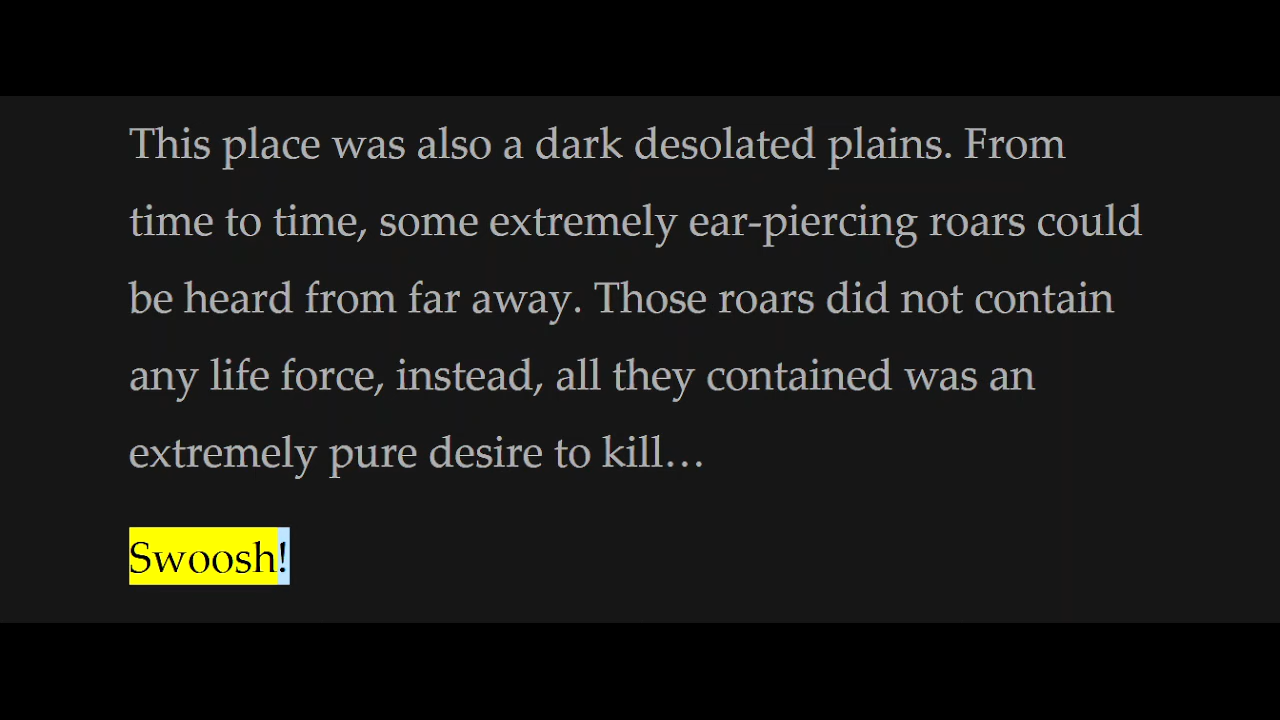 This place was also a dark desolated plains. From
time to time, some extremely ear-piercing roars could
be heard from far away. Those roars did not contain
any life force, instead, all they contained was an
extremely pure desire to kill…
Swoosh!